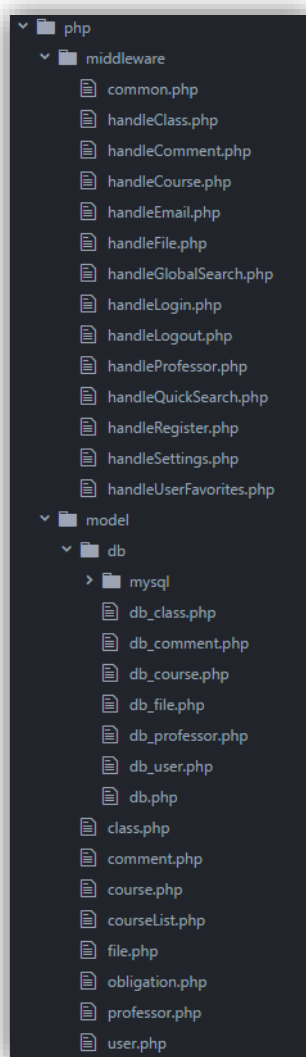 php
middleware
common.php
handleClass.php
handleComment.php
handleCourse.php
handleEmail.php
handleFile.php
handleGlobalSearch.php
handleLogin.php
handleLogout.php
handleProfessor.php
handleQuickSearch.php
handleRegister.php
handleSettings.php
handleUserFavorites.php
model
db
mysql
db_class.php
db_comment.php
db_course.php
db_file.php
db_professor.php
db_user.php
db.php
class.php
comment.php
course.php
courseList.php
file.php
obligation.php
professor.php
user.php